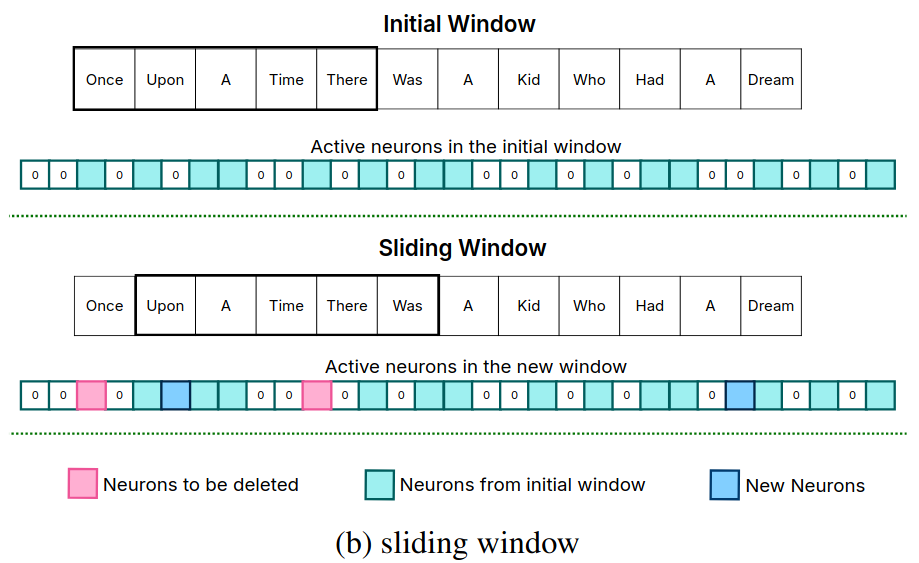 Initial Window
Once Upon A Time There Was A Kid Who Had A Dream
Active neurons in the initial window
0 0 0 0 0 0 0 0 0 0 0 0 0 0 0 0
Sliding Window
Once Upon A Time There Was A Kid Who Had A Dream
Active neurons in the new window
0 0 0 0 0 0 0 0 0 0 0 0 0 0
Neurons to be deleted Neurons from initial window New Neurons
(b) sliding window